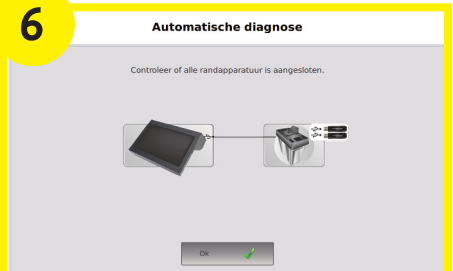 6
Automatische diagnose
Controleer of alle randapparatuur is aangesloten.
Ok